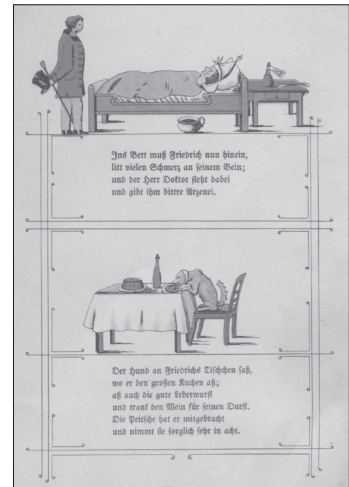 Ins Bett muß Friedrich nun hinein,
litt vielen Schmerz an seinem Bein;
und der Herr Doktor steht dabei
und gibt ihm bittre Arzenei.
Der Hund an Friedrichs Tischchen saß,
wo er den großen Kuchen aß;
aß auch die gute Leberwurst
und trank den Wein für seinen Durst.
Die Peitsche hat er mitgebracht
und nimmt sie sorglich sehr in acht.